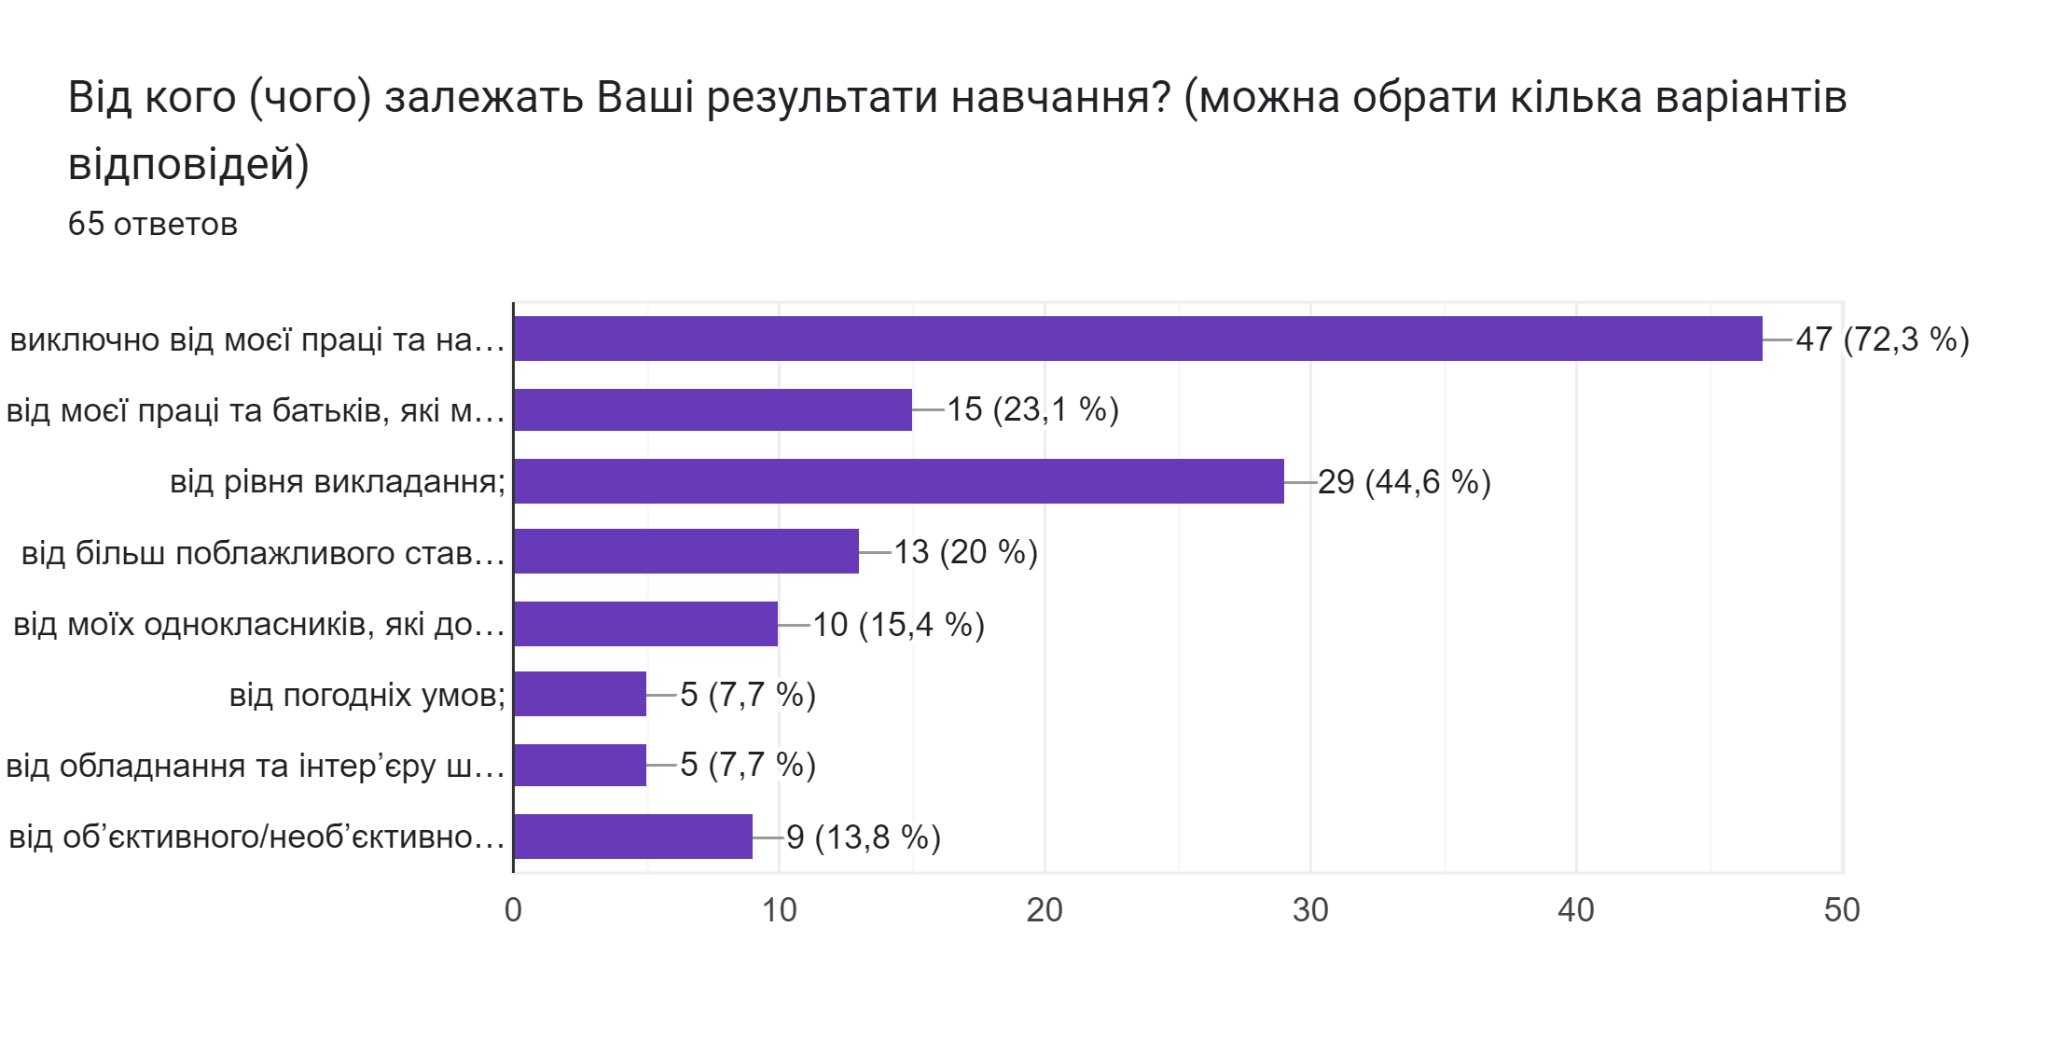 Від кого (чого) залежать Ваші результати навчання? (можна обрати кілька варіантів
відповідей)
65 ответов
виключно від моєї праці та на… 47 (72,3 %)
від моєї праці та батьків, які м… 15 (23,1 %)
від рівня викладання; 29 (44,6 %)
від більш поблажливого став… 13 (20 %)
від моїх однокласників, які до… 10 (15,4 %)
від погодніх умов; 5 (7,7 %)
від обладнання та інтер’єру ш… 5 (7,7 %)
від об’єктивного/необ’єктивно… 9 (13,8 %)
0 10 20 30 40 50